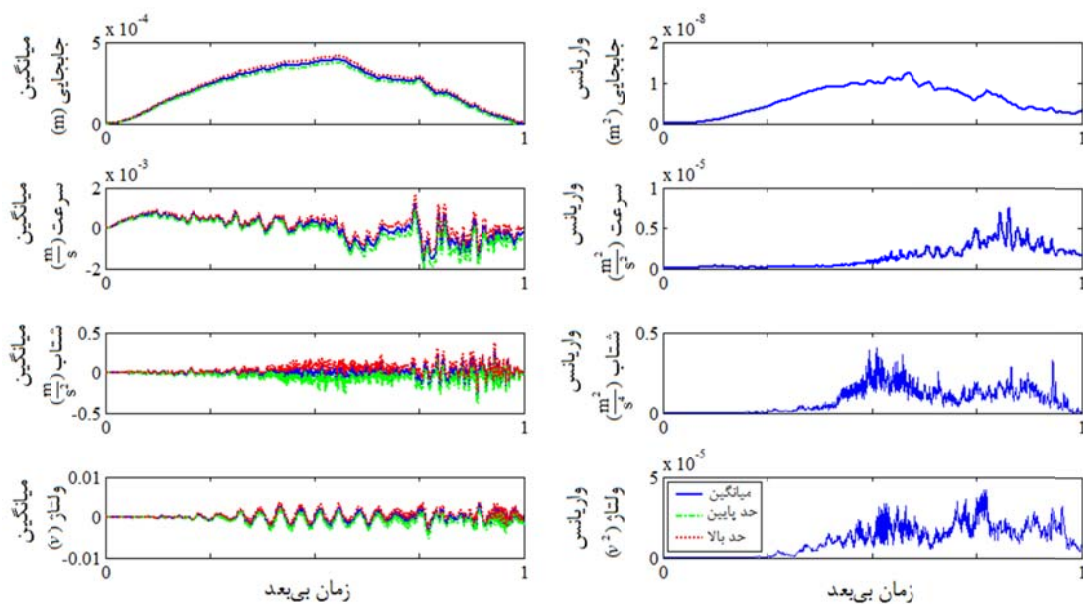 x 10⁻⁴
5
0
0
1
میانگین
جابجایی (m)
x 10⁻⁸
2
1
0
0
1
واریانس
جابجایی (m²)
x 10⁻³
2
0
-2
0
1
میانگین
سرعت (m/s)
x 10⁻⁵
1
0.5
0
0
1
واریانس
سرعت (m²/s²)
0.5
0
-0.5
0
1
میانگین
شتاب (m/s²)
0.5
0
0
1
واریانس
شتاب (m²/s⁴)
0.01
0
-0.01
0
1
میانگین
ولتاژ (v)
زمان بی‌بعد
x 10⁻⁵
5
0
0
1
واریانس
ولتاژ (v²)
میانگین
حد پایین
حد بالا
زمان بی‌بعد